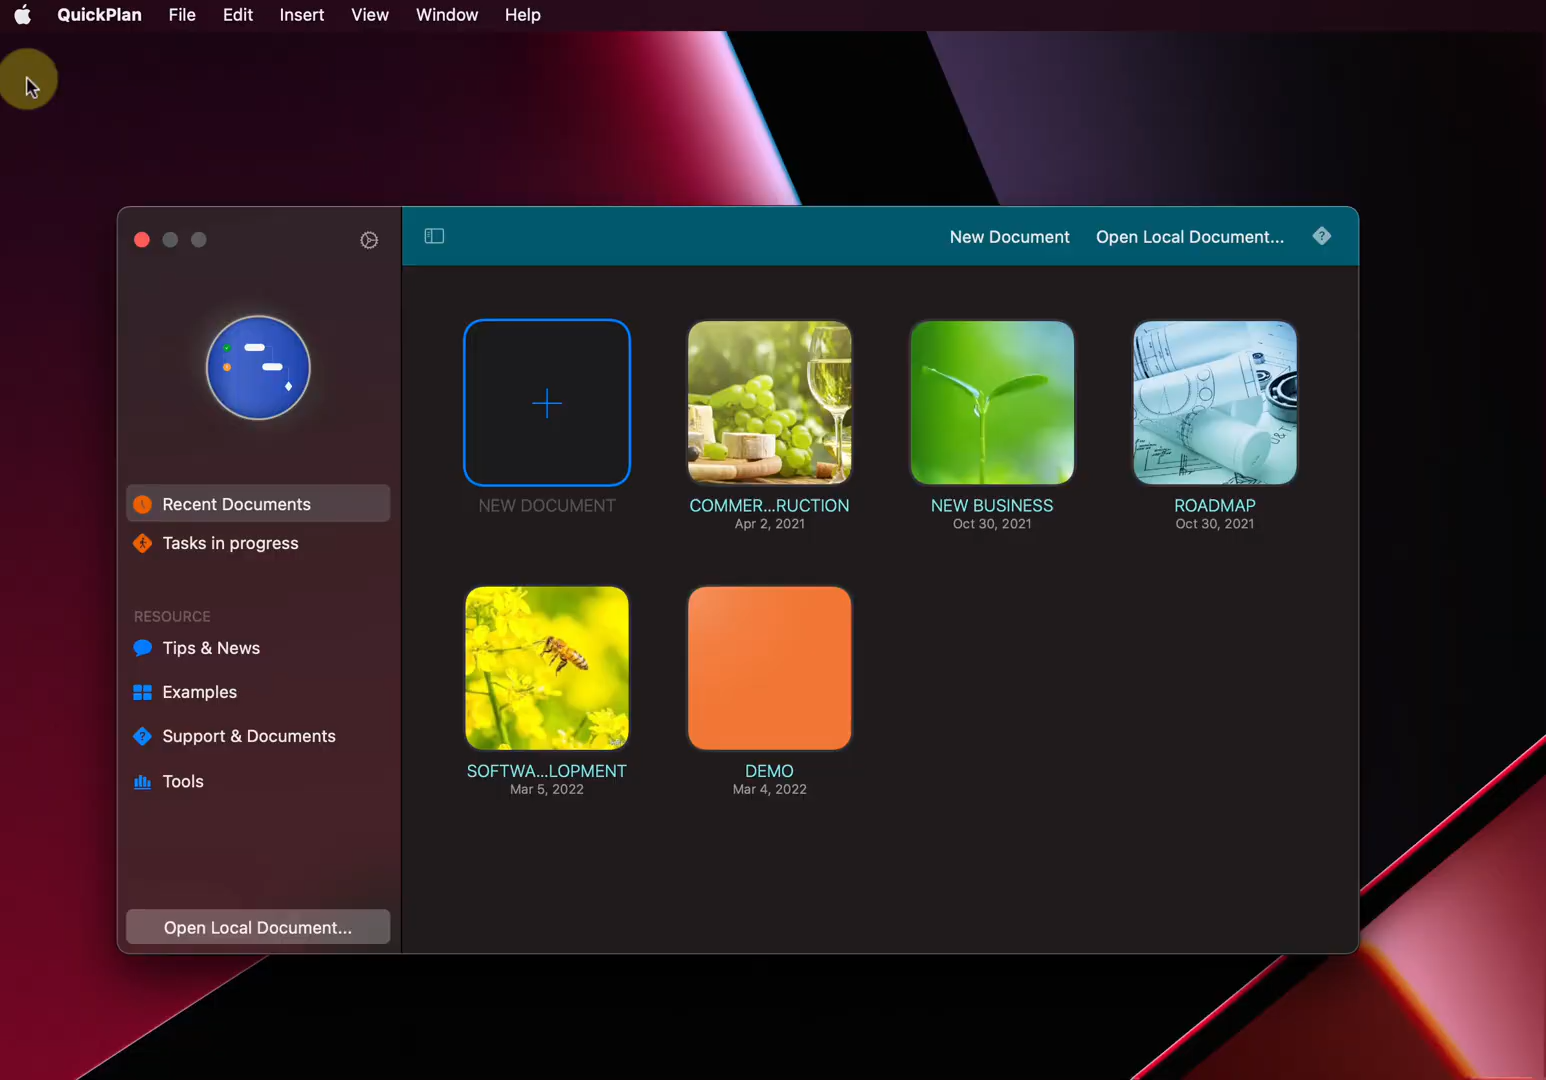 QuickPlan File Edit Insert View Window Help
New Document Open Local Document...
Recent Documents
Tasks in progress
RESOURCE
Tips & News
Examples
Support & Documents
Tools
Open Local Document...
NEW DOCUMENT
COMMER...RUCTION
Apr 2, 2021
NEW BUSINESS
Oct 30, 2021
ROADMAP
Oct 30, 2021
SOFTWA...LOPMENT
Mar 5, 2022
DEMO
Mar 4, 2022